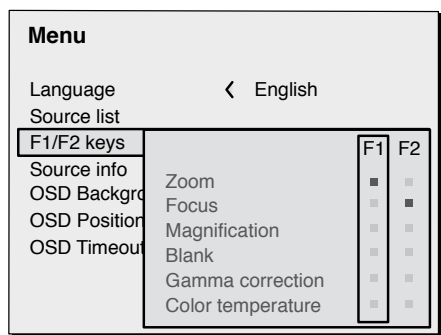 Menu
Language ‹ English
Source list
F1/F2 keys
F1 F2
Source info
OSD Backgro
OSD Position
OSD Timeout
Zoom
Focus
Magnification
Blank
Gamma correction
Color temperature